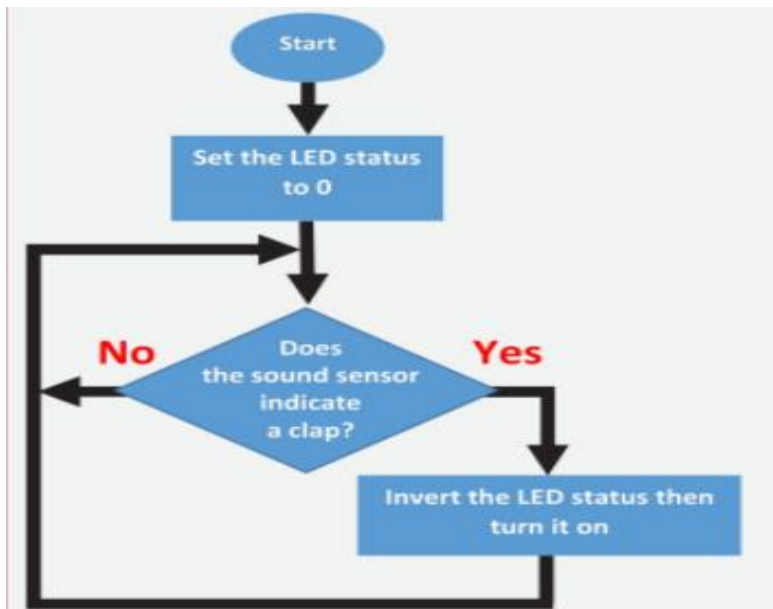 Start
Set the LED status
to 0
No
Yes
Does
the sound sensor
indicate
a clap?
Invert the LED status then
turn it on